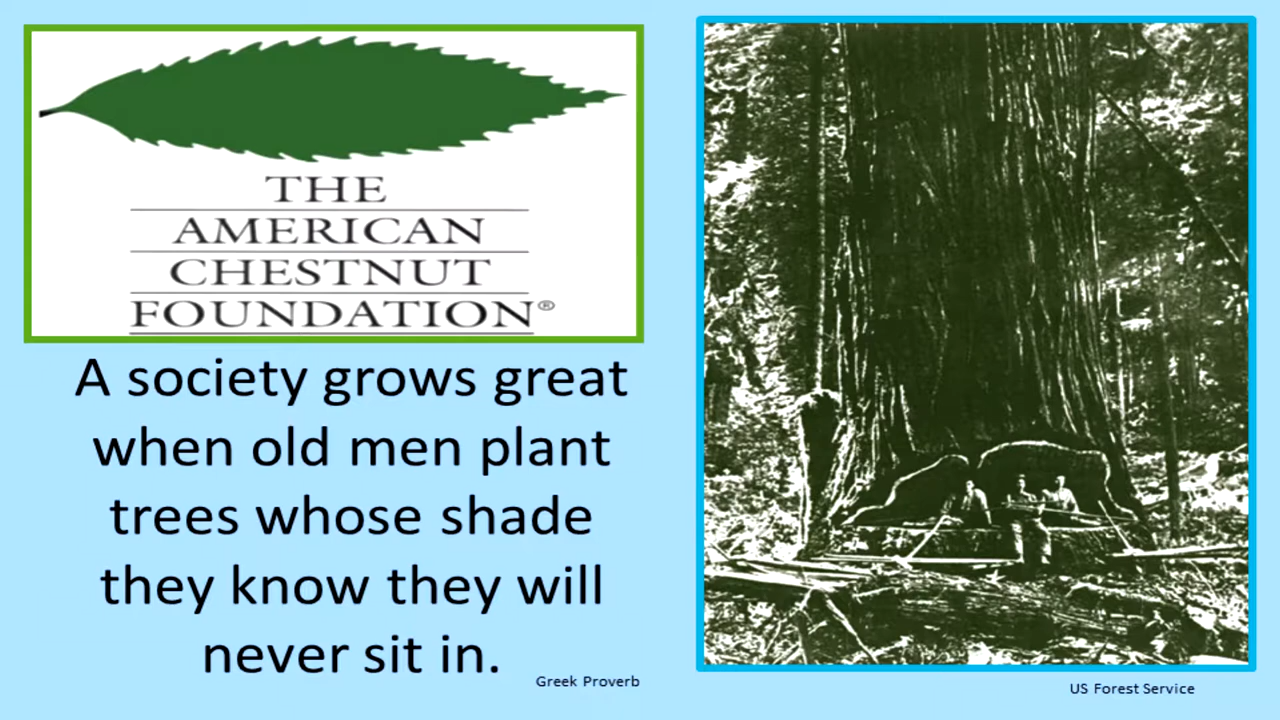 THE
AMERICAN
CHESTNUT
FOUNDATION®
A society grows great
when old men plant
trees whose shade
they know they will
never sit in.
Greek Proverb
US Forest Service